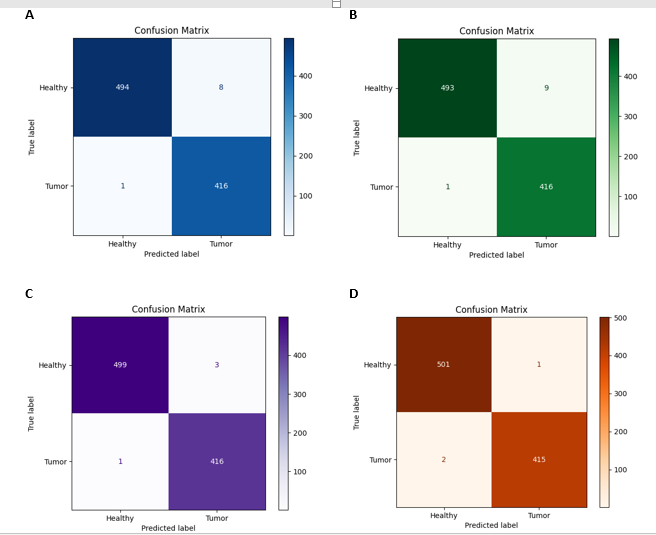 A
Confusion Matrix
Healthy
494
8
400
300
True label
200
Tumor
1
416
100
Healthy
Tumor
Predicted label
B
Confusion Matrix
Healthy
493
9
400
300
True label
200
Tumor
1
416
100
Healthy
Tumor
Predicted label
C
Confusion Matrix
Healthy
499
3
400
300
True label
200
Tumor
1
416
100
Healthy
Tumor
Predicted label
D
Confusion Matrix
500
Healthy
501
1
400
300
True label
200
Tumor
2
415
100
Healthy
Tumor
Predicted label